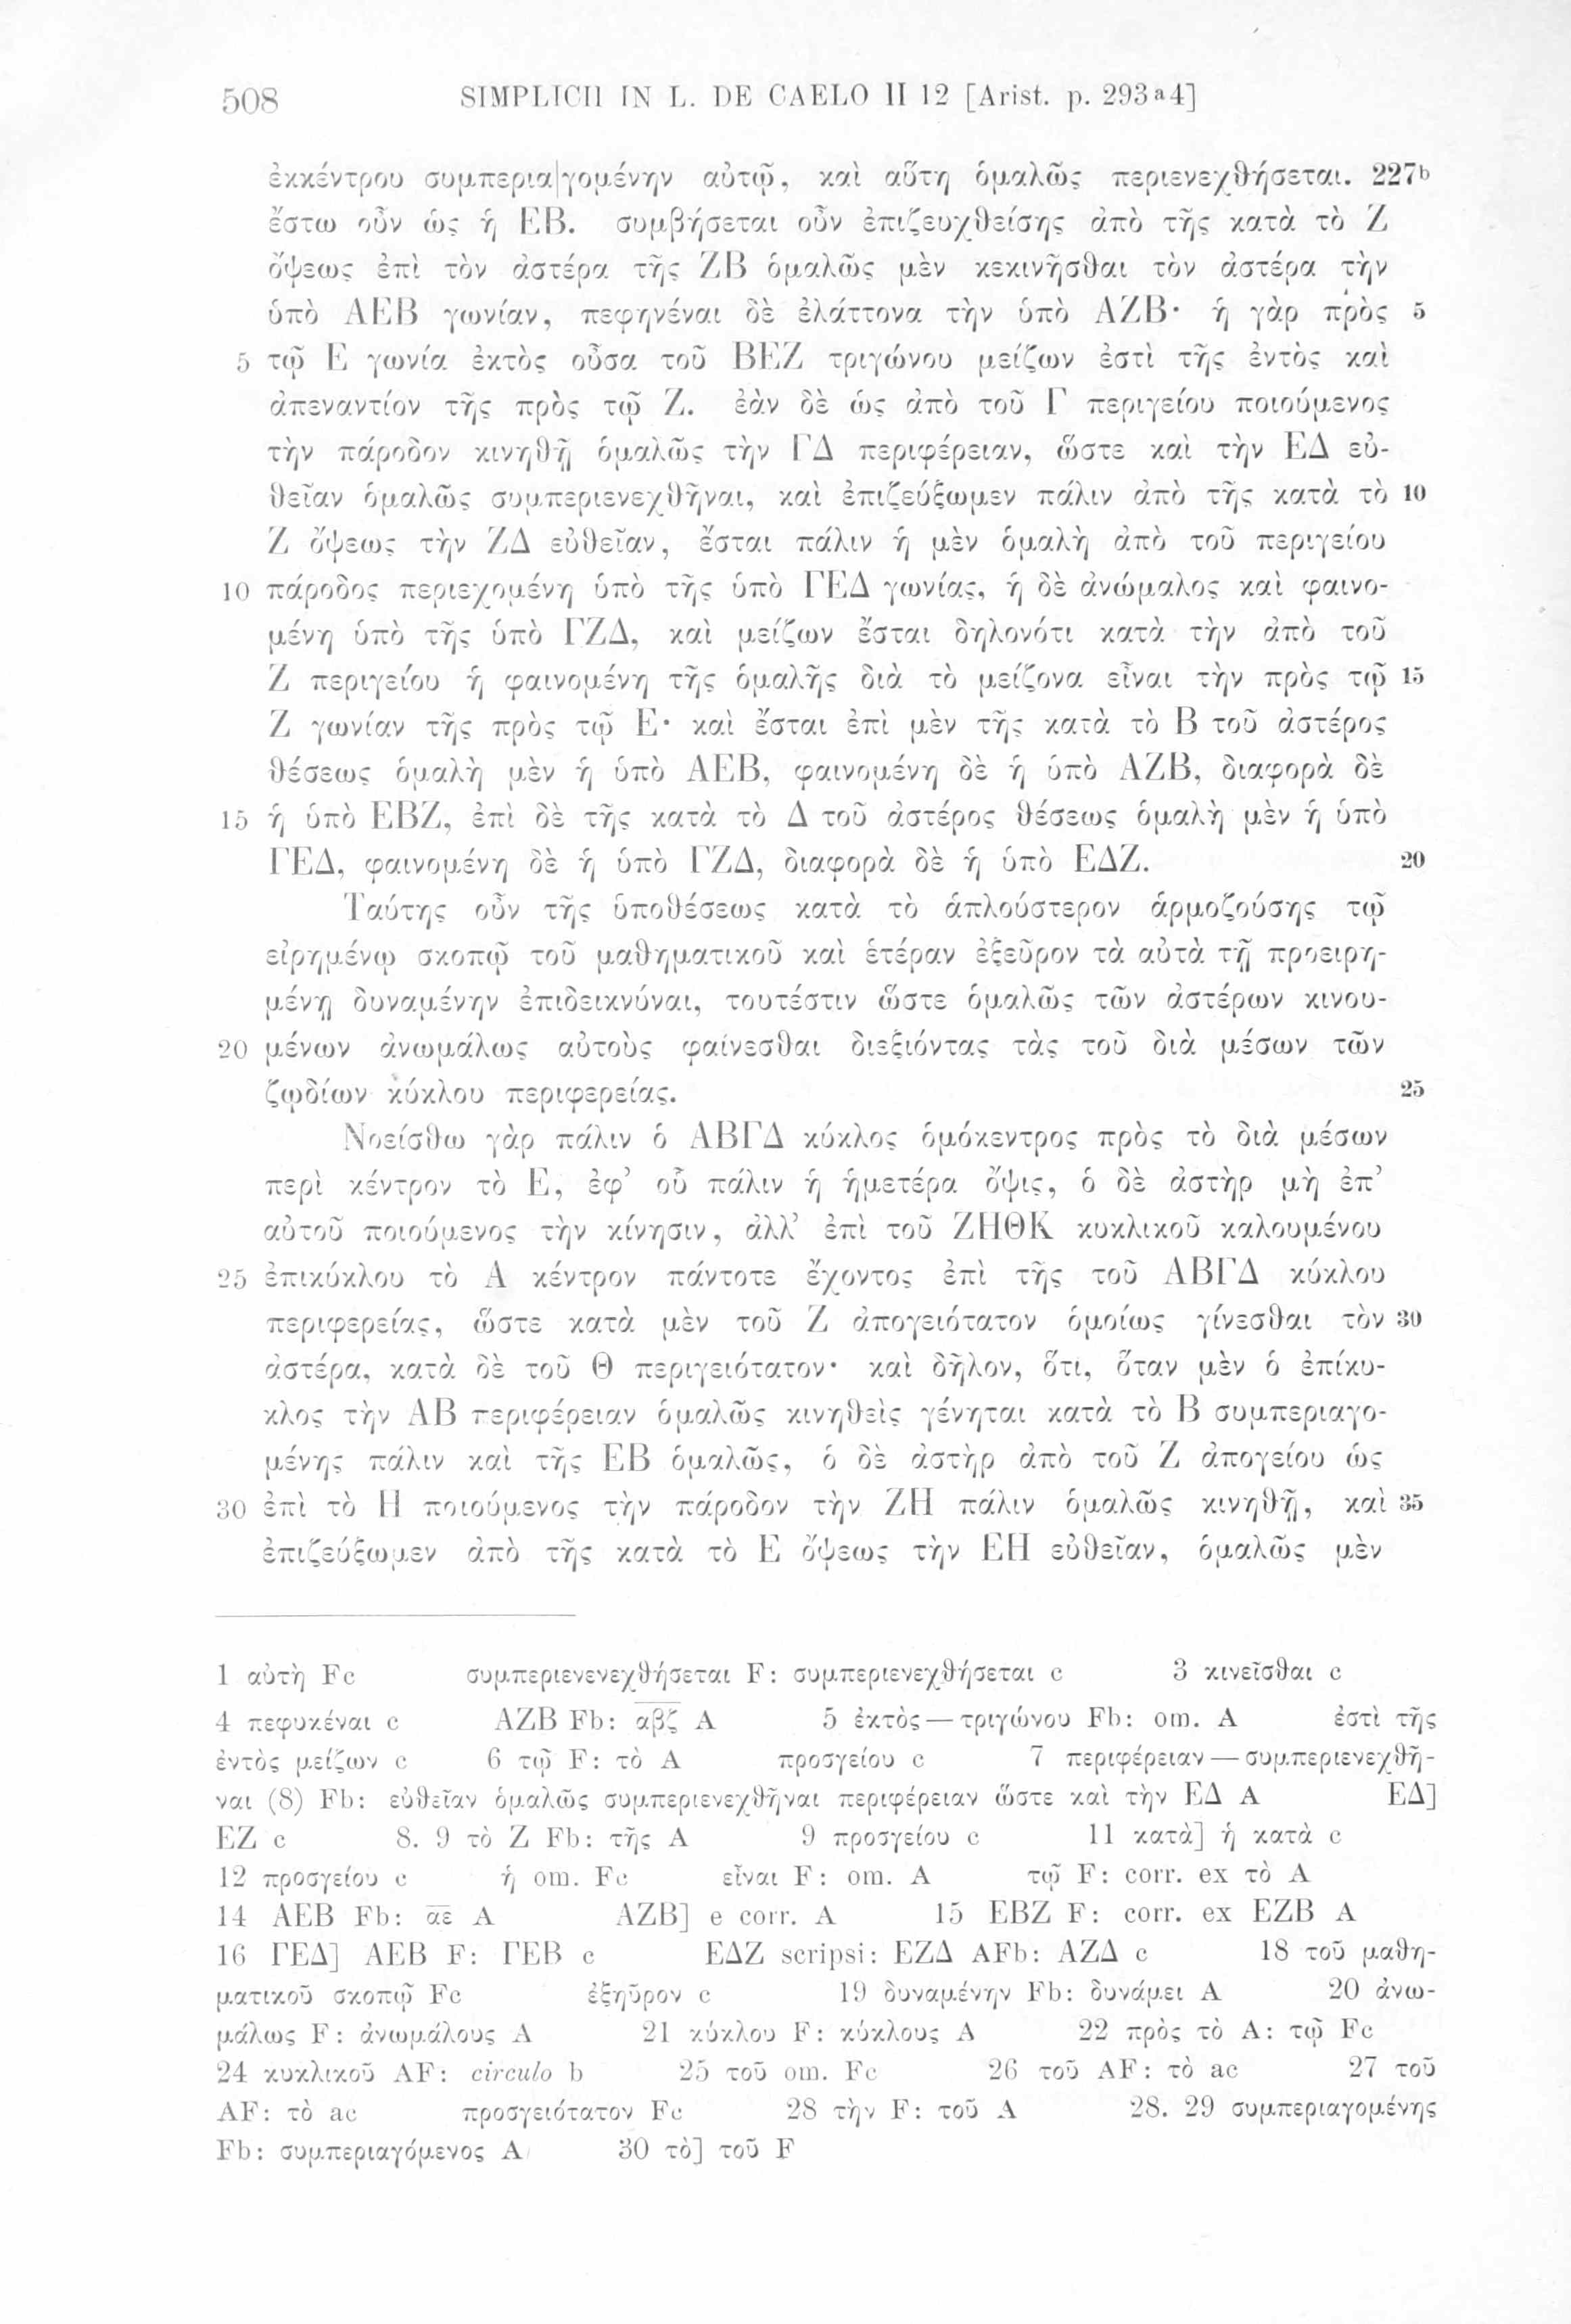 508 SIMPLICII IN L. DE CAELO II 12 [Arist. p. 293a4]
ἐκκέντρου συμπερια|γομένην αὐτῷ, καὶ αὕτη ὁμαλῶς περιενεχθήσεται. 227b
ἔστω οὖν ὡς ἡ ΕΒ. συμβήσεται οὖν ἐπιζευχθείσης ἀπὸ τῆς κατὰ τὸ Ζ
ὄψεως ἐπὶ τὸν ἀστέρα τῆς ΖΒ ὁμαλῶς μὲν κεκινῆσθαι τὸν ἀστέρα τὴν
ὑπὸ ΑΕΒ γωνίαν, πεφηνέναι δὲ ἐλάττονα τὴν ὑπὸ ΑΖΒ· ἡ γὰρ πρὸς 5
5 τῷ Ε γωνία ἐκτὸς οὖσα τοῦ ΒΕΖ τριγώνου μείζων ἐστὶ τῆς ἐντὸς καὶ
ἀπεναντίον τῆς πρὸς τῷ Ζ. ἐὰν δὲ ὡς ἀπὸ τοῦ Γ περιγείου ποιούμενος
τὴν πάροδον κινηθῇ ὁμαλῶς τὴν ΓΔ περιφέρειαν, ὥστε καὶ τὴν ΕΔ εὐ-
θεῖαν ὁμαλῶς συμπεριενεχθῆναι, καὶ ἐπιζεύξωμεν πάλιν ἀπὸ τῆς κατὰ τὸ 10
Ζ ὄψεως τὴν ΖΔ εὐθεῖαν, ἔσται πάλιν ἡ μὲν ὁμαλὴ ἀπὸ τοῦ περιγείου
10 πάροδος περιεχομένη ὑπὸ τῆς ὑπὸ ΓΕΔ γωνίας, ἡ δὲ ἀνώμαλος καὶ φαινο-
μένη ὑπὸ τῆς ὑπὸ ΓΖΔ, καὶ μείζων ἔσται δηλονότι κατὰ τὴν ἀπὸ τοῦ
Ζ περιγείου ἡ φαινομένη τῆς ὁμαλῆς διὰ τὸ μείζονα εἶναι τὴν πρὸς τῷ 15
Ζ γωνίαν τῆς πρὸς τῷ Ε· καὶ ἔσται ἐπὶ μὲν τῆς κατὰ τὸ Β τοῦ ἀστέρος
θέσεως ὁμαλὴ μὲν ἡ ὑπὸ ΑΕΒ, φαινομένη δὲ ἡ ὑπὸ ΑΖΒ, διαφορὰ δὲ
15 ἡ ὑπὸ ΕΒΖ, ἐπὶ δὲ τῆς κατὰ τὸ Δ τοῦ ἀστέρος θέσεως ὁμαλὴ μὲν ἡ ὑπὸ
ΓΕΔ, φαινομένη δὲ ἡ ὑπὸ ΓΖΔ, διαφορὰ δὲ ἡ ὑπὸ ΕΔΖ. 20
Ταύτης οὖν τῆς ὑποθέσεως κατὰ τὸ ἁπλούστερον ἁρμοζούσης τῷ
εἰρημένῳ σκοπῷ τοῦ μαθηματικοῦ καὶ ἑτέραν ἐξεῦρον τὰ αὐτὰ τῇ προειρη-
μένῃ δυναμένην ἐπιδεικνύναι, τουτέστιν ὥστε ὁμαλῶς τῶν ἀστέρων κινου-
20 μένων ἀνωμάλως αὐτοὺς φαίνεσθαι διεξιόντας τὰς τοῦ διὰ μέσων τῶν
ζῳδίων κύκλου περιφερείας. 25
Νοείσθω γὰρ πάλιν ὁ ΑΒΓΔ κύκλος ὁμόκεντρος πρὸς τὸ διὰ μέσων
περὶ κέντρον τὸ Ε, ἐφ’ οὗ πάλιν ἡ ἡμετέρα ὄψις, ὁ δὲ ἀστὴρ μὴ ἐπ’
αὐτοῦ ποιούμενος τὴν κίνησιν, ἀλλ’ ἐπὶ τοῦ ΖΗΘΚ κυκλικοῦ καλουμένου
25 ἐπικύκλου τὸ Α κέντρον πάντοτε ἔχοντος ἐπὶ τῆς τοῦ ΑΒΓΔ κύκλου
περιφερείας, ὥστε κατὰ μὲν τοῦ Ζ ἀπογειότατον ὁμοίως γίνεσθαι τὸν 30
ἀστέρα, κατὰ δὲ τοῦ Θ περιγειότατον· καὶ δῆλον, ὅτι, ὅταν μὲν ὁ ἐπίκυ-
κλος τὴν ΑΒ περιφέρειαν ὁμαλῶς κινηθεὶς γένηται κατὰ τὸ Β συμπεριαγο-
μένης πάλιν καὶ τῆς ΕΒ ὁμαλῶς, ὁ δὲ ἀστὴρ ἀπὸ τοῦ Ζ ἀπογείου ὡς
30 ἐπὶ τὸ Η ποιούμενος τὴν πάροδον τὴν ΖΗ πάλιν ὁμαλῶς κινηθῇ, καὶ 35
ἐπιζεύξωμεν ἀπὸ τῆς κατὰ τὸ Ε ὄψεως τὴν ΕΗ εὐθεῖαν, ὁμαλῶς μὲν
1 αὐτὴ Fc συμπεριενενεχθήσεται F: συμπεριενεχθήσεται c 3 κινεῖσθαι c
4 πεφυκέναι c ΑΖΒ Fb: αβζ A 5 ἐκτὸς — τριγώνου Fb: om. A ἐστὶ τῆς
ἐντὸς μείζων c 6 τῷ F: τὸ A προσγείου c 7 περιφέρειαν — συμπεριενεχθῆ-
ναι (8) Fb: εὐθεῖαν ὁμαλῶς συμπεριενεχθῆναι περιφέρειαν ὥστε καὶ τὴν ΕΔ A ΕΔ]
ΕΖ c 8. 9 τὸ Ζ Fb: τῆς A 9 προσγείου c 11 κατὰ] ἡ κατὰ c
12 προσγείου c ἡ om. Fc εἶναι F: om. A τῷ F: corr. ex τὸ A
14 ΑΕΒ Fb: αε A ΑΖΒ] e corr. A 15 ΕΒΖ F: corr. ex ΕΖΒ A
16 ΓΕΔ] ΑΕΒ F: ΓΕΒ c ΕΔΖ scripsi: ΕΖΔ AFb: ΑΖΔ c 18 τοῦ μαθη-
ματικοῦ σκοπῷ Fc ἐξηῦρον c 19 δυναμένην Fb: δυνάμει A 20 ἀνω-
μάλως F: ἀνωμάλους A 21 κύκλου F: κύκλους A 22 πρὸς τὸ A: τῷ Fc
24 κυκλικοῦ AF: circulo b 25 τοῦ om. Fc 26 τοῦ AF: τὸ ac 27 τοῦ
AF: τὸ ac προσγειότατον Fc 28 τὴν F: τοῦ A 28. 29 συμπεριαγομένης
Fb: συμπεριαγόμενος A 30 τὸ] τοῦ F